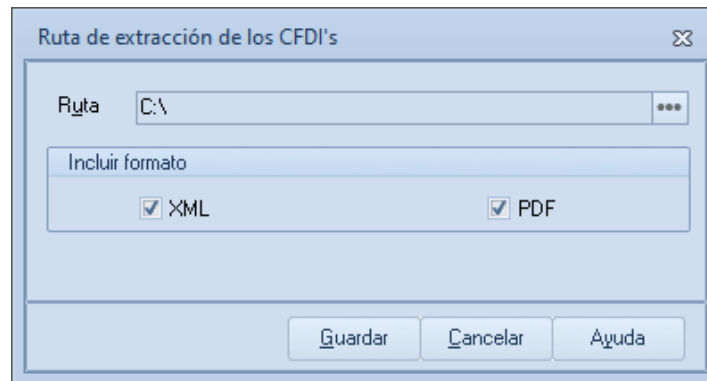 Ruta de extracción de los CFDI's
Ruta C:\
Incluir formato
XML PDF
Guardar Cancelar Ayuda